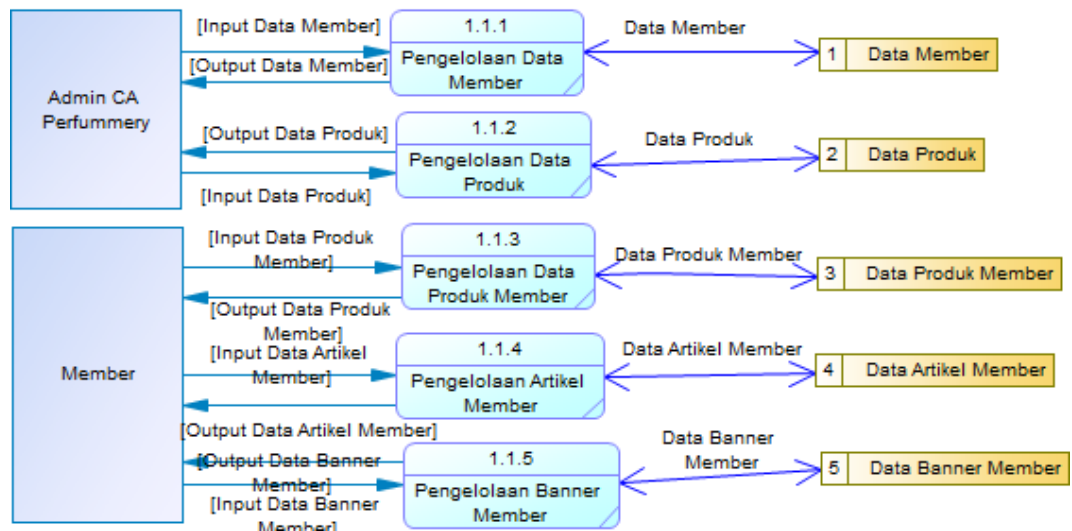 [Input Data Member]
1.1.1
Data Member
[Output Data Member]
Pengelolaan Data
Member
1
Data Member
Admin CA
Perfummery
[Output Data Produk]
1.1.2
Data Produk
Pengelolaan Data
Produk
2
Data Produk
[Input Data Produk]
[Input Data Produk
Member]
1.1.3
Data Produk Member
Pengelolaan Data
Produk Member
3
Data Produk Member
[Output Data Produk
Member]
[Input Data Artikel
Member]
1.1.4
Data Artikel Member
Member
Pengelolaan Artikel
Member
4
Data Artikel Member
[Output Data Artikel Member]
[Output Data Banner
Member]
1.1.5
Data Banner
Member
Pengelolaan Banner
Member
5
Data Banner Member
[Input Data Banner
Member]